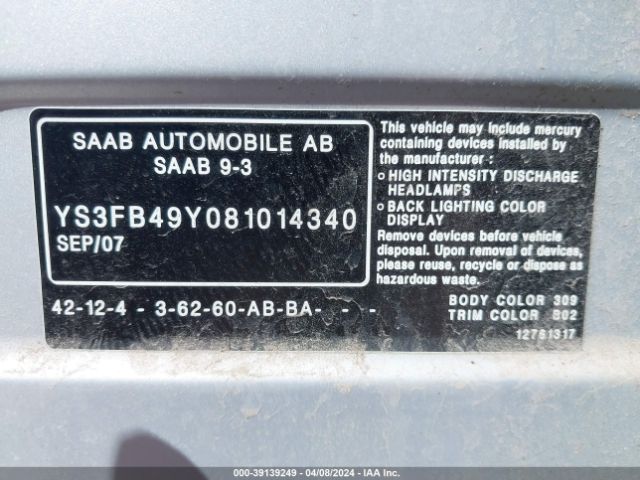 SAAB AUTOMOBILE AB
SAAB 9-3
YS3FB49Y081014340
SEP/07
42-12-4 - 3-62-60-AB-BA- - -
This vehicle may include mercury
containing devices installed by
the manufacturer :
o HIGH INTENSITY DISCHARGE
HEADLAMPS
o BACK LIGHTING COLOR
DISPLAY
Remove devices before vehicle
disposal. Upon removal of devices,
please reuse, recycle or dispose as
hazardous waste.
BODY COLOR 309
TRIM COLOR 802
12781317
000-39139249 - 04/08/2024 - IAA Inc.